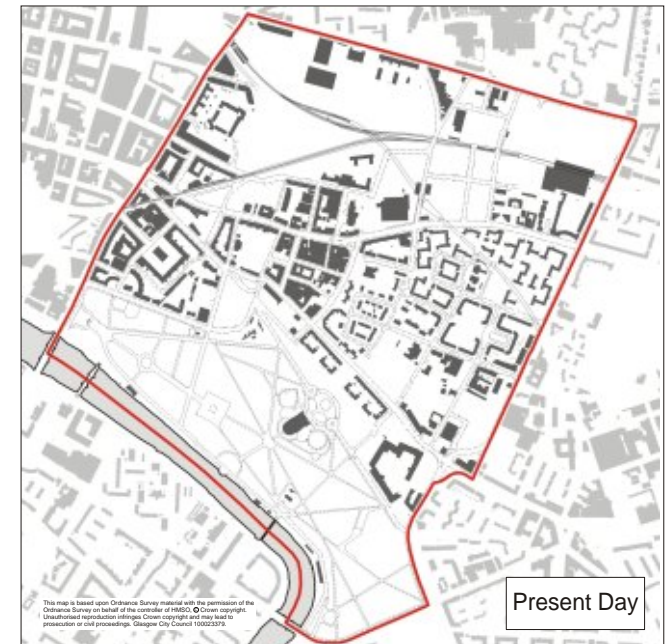 This map is based upon Ordnance Survey material with the permission of the
Ordnance Survey on behalf of the controller of HMSO, © Crown copyright.
Unauthorised reproduction infringes Crown copyright and may lead to
prosecution or civil proceedings. Glasgow City Council 100023379.
Present Day